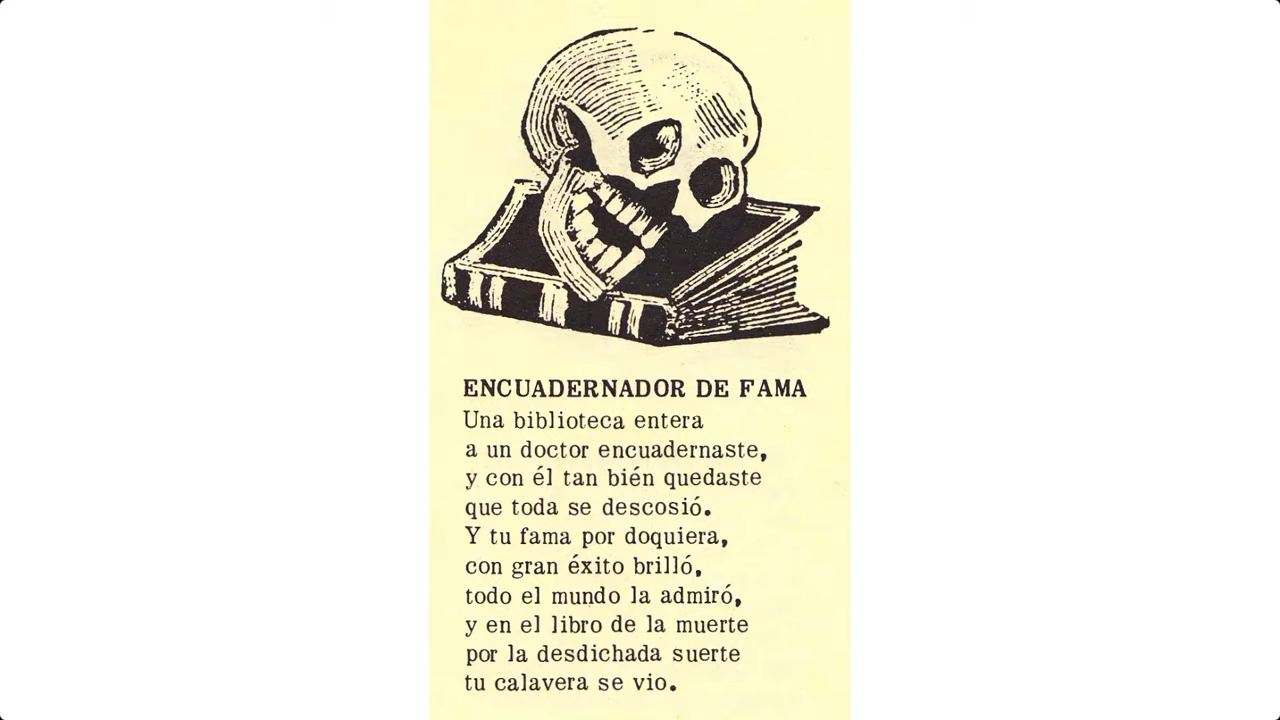 ENCUADERNADOR DE FAMA
Una biblioteca entera
a un doctor encuadernaste,
y con él tan bién quedaste
que toda se descosió.
Y tu fama por doquiera,
con gran éxito brilló,
todo el mundo la admiró,
y en el libro de la muerte
por la desdichada suerte
tu calavera se vio.